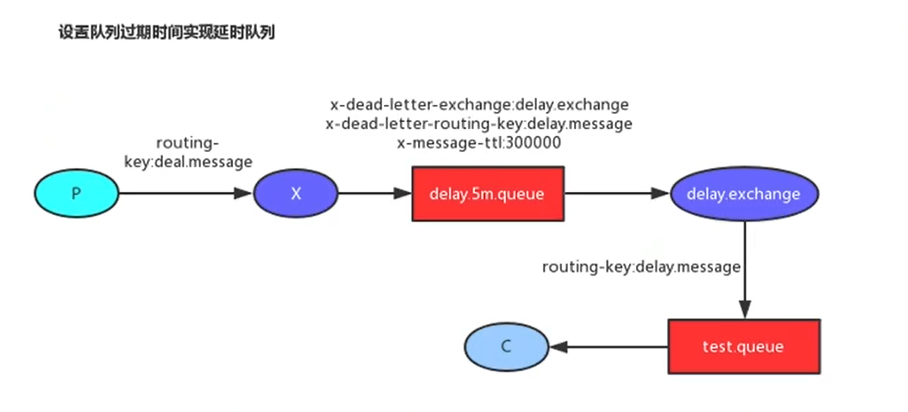 设置队列过期时间实现延时队列
x-dead-letter-exchange:delay.exchange
x-dead-letter-routing-key:delay.message
x-message-ttl:300000
routing-
key:deal.message
P
X
delay.5m.queue
delay.exchange
routing-key:delay.message
C
test.queue